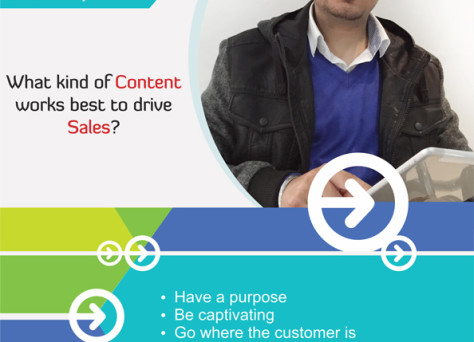 What kind of Content
works best to drive
Sales?
• Have a purpose
• Be captivating
• Go where the customer is